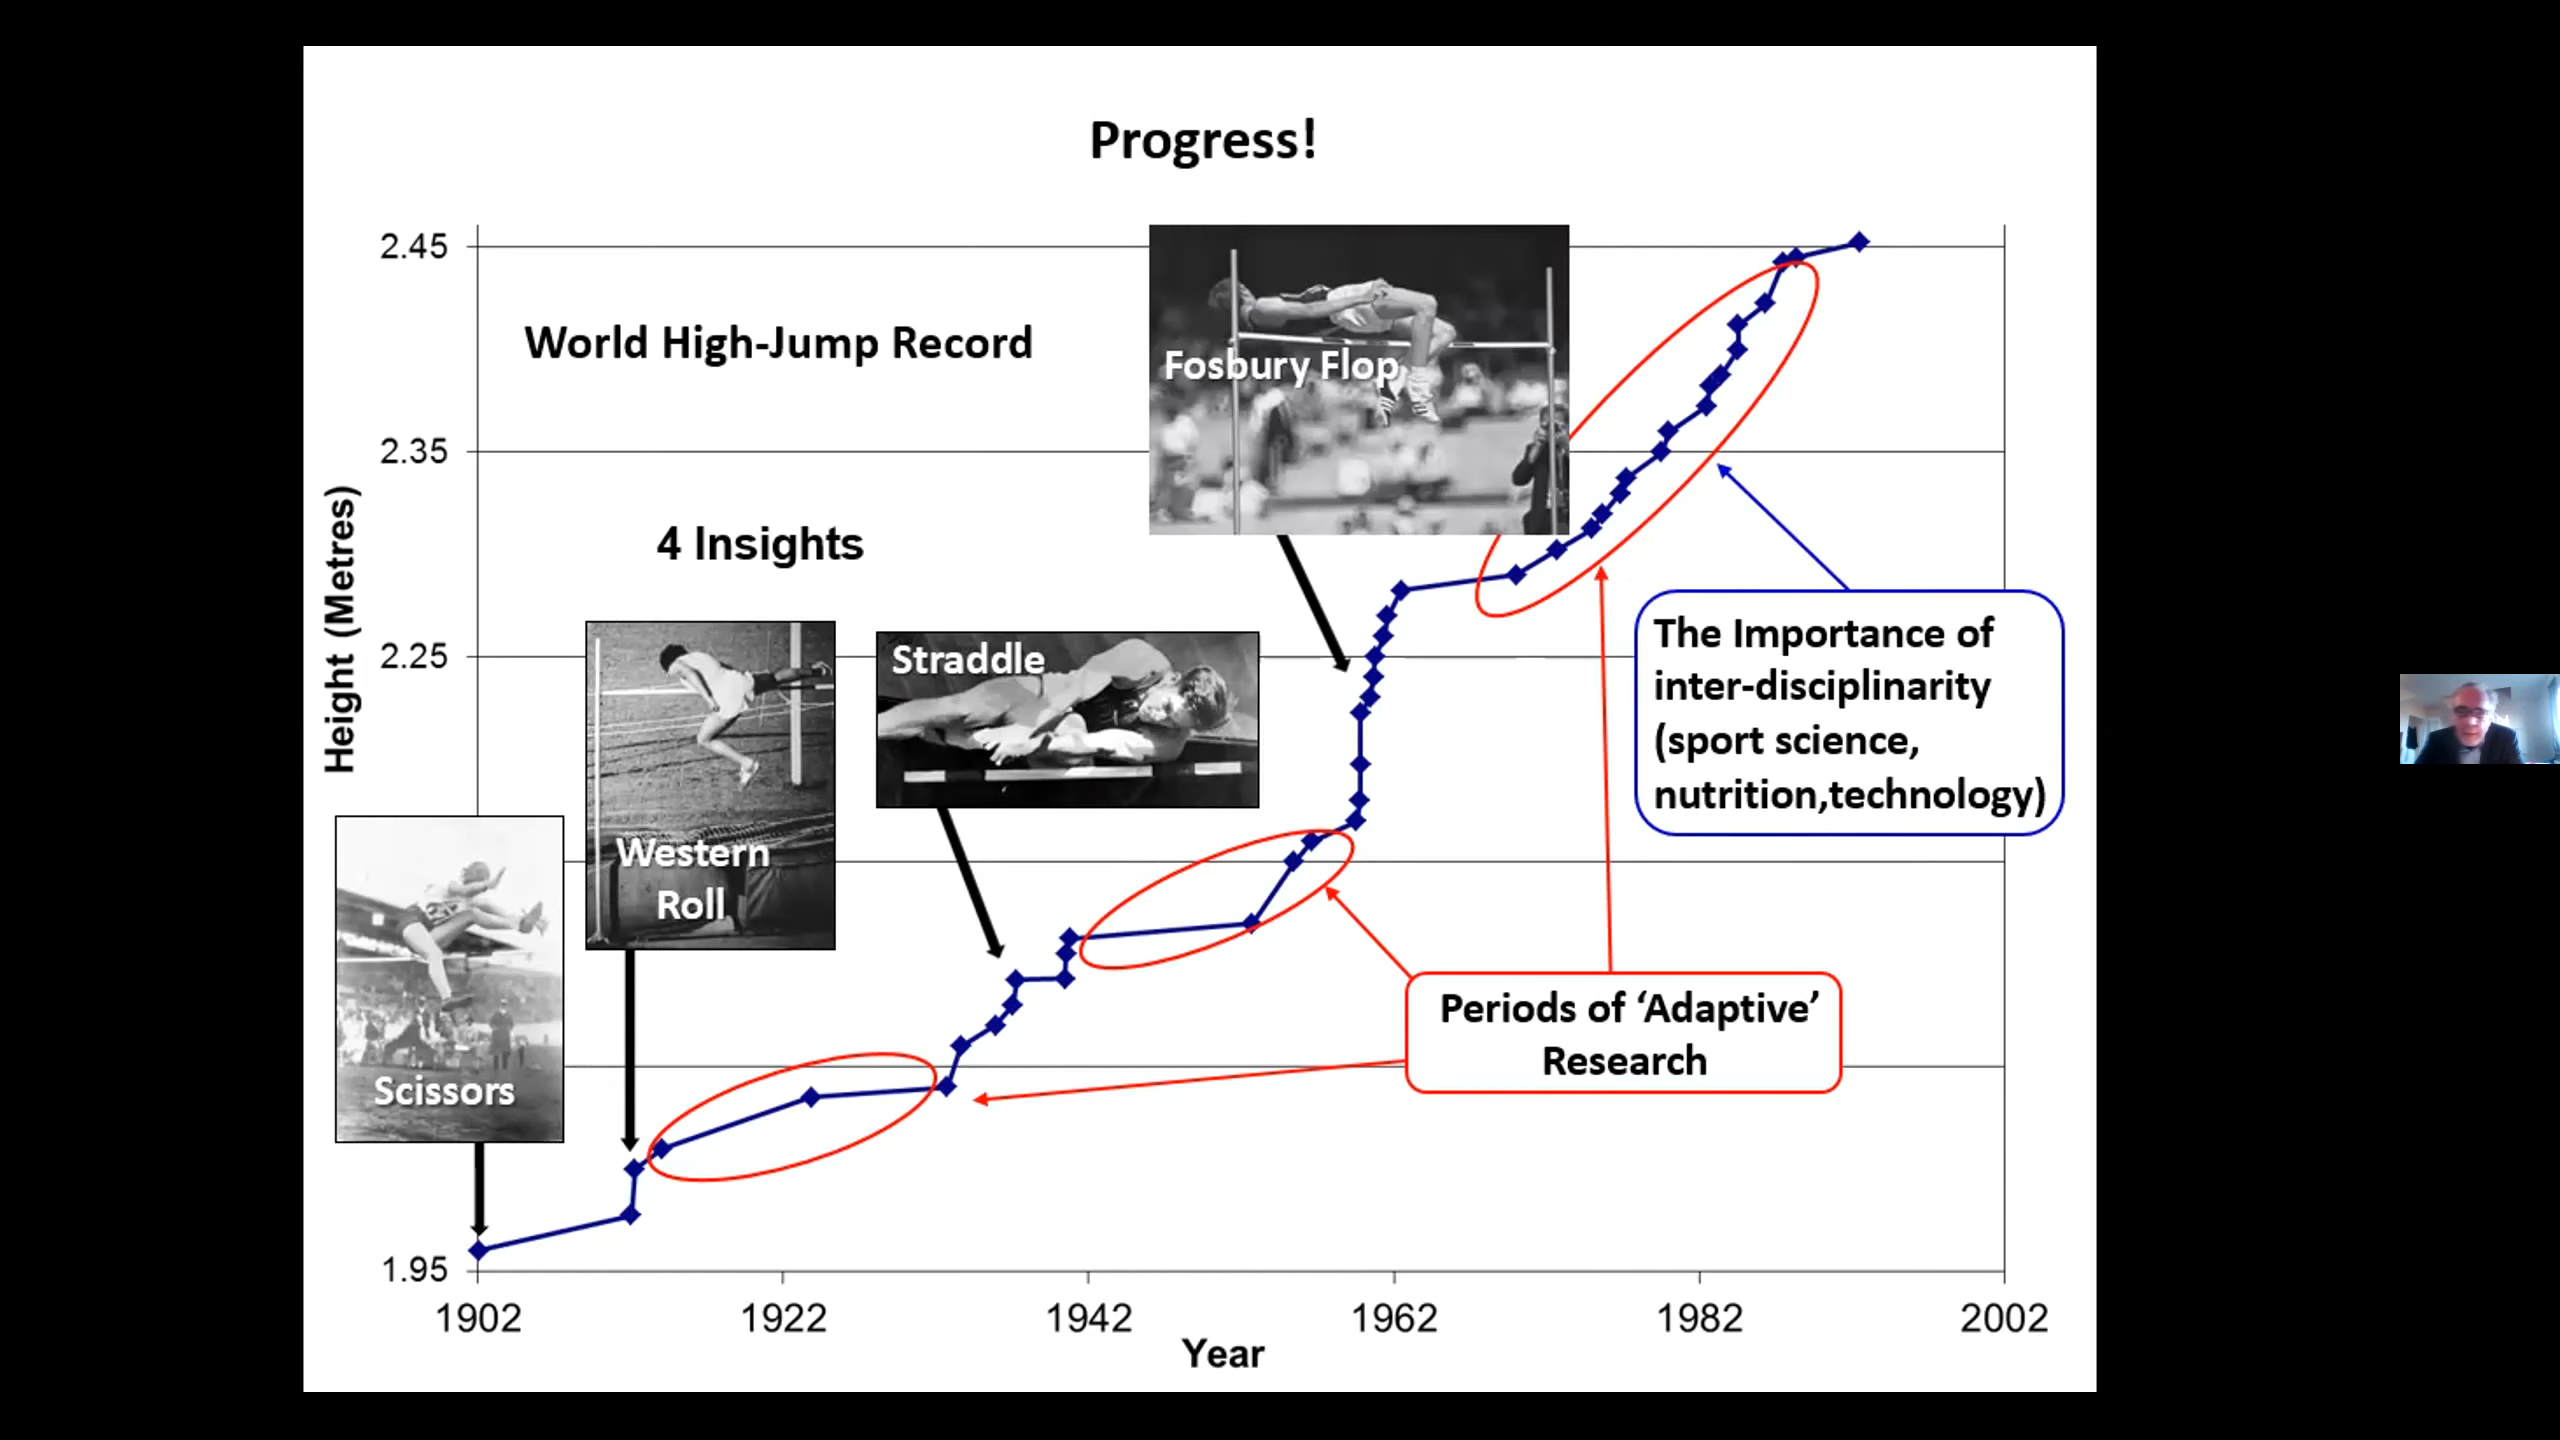 Progress!
2.45
World High-Jump Record
Fosbury Flop
2.35
Height (Metres)
4 Insights
2.25
Straddle
The Importance of
inter-disciplinarity
(sport science,
nutrition,technology)
Western
Roll
Scissors
Periods of ‘Adaptive’
Research
1.95
1902 1922 1942 1962 1982 2002
Year